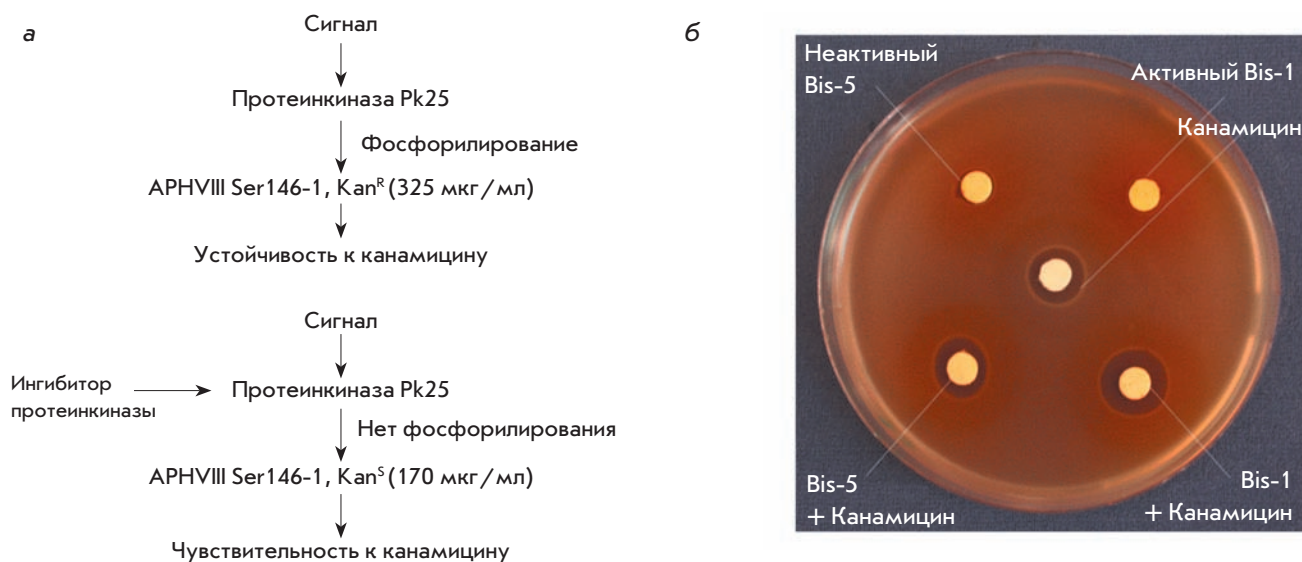 а
Сигнал
Протеинкиназа Pk25
Фосфорилирование
APHVIII Ser146-1, Kanᴿ (325 мкг/мл)
Устойчивость к канамицину
Сигнал
Ингибитор
протеинкиназы
Протеинкиназа Pk25
Нет фосфорилирования
APHVIII Ser146-1, Kanˢ (170 мкг/мл)
Чувствительность к канамицину
б
Неактивный
Bis-5
Активный Bis-1
Канамицин
Bis-5
+ Канамицин
Bis-1
+ Канамицин